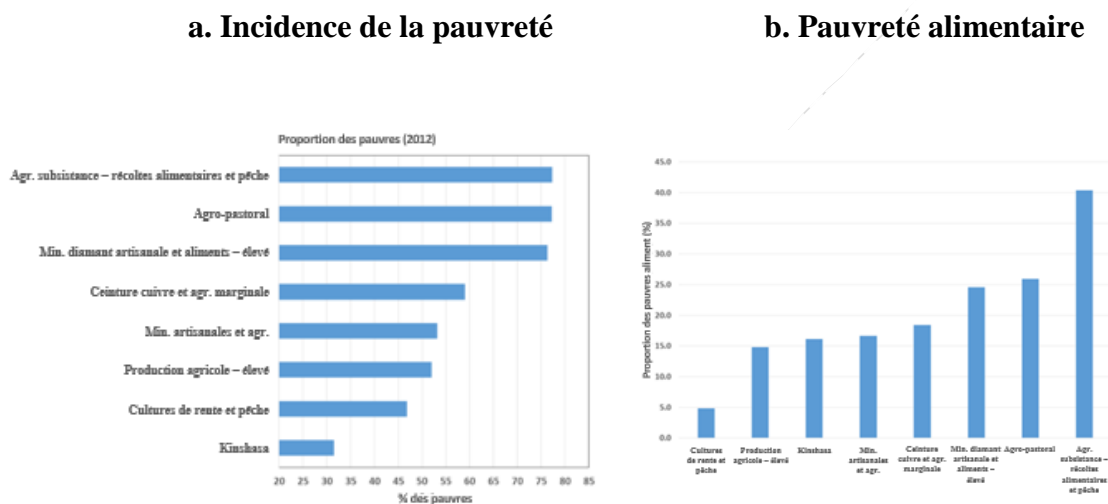 a. Incidence de la pauvreté
b. Pauvreté alimentaire
Proportion des pauvres (2012)
Agr. subsistance – récoltes alimentaires et pêche
Agro-pastoral
Min. diamant artisanale et aliments – élevé
Ceinture cuivre et agr. marginale
Min. artisanales et agr.
Production agricole – élevé
Cultures de rente et pêche
Kinshasa
20 25 30 35 40 45 50 55 60 65 70 75 80 85
% des pauvres
Proportion des pauvres aliment (%)
45.0
40.0
35.0
30.0
25.0
20.0
15.0
10.0
5.0
0.0
Cultures
de rente et
pêche
Production
agricole – élevé
Kinshasa
Min.
artisanales
et agr.
Ceinture
cuivre et agr.
marginale
Min. diamant
artisanale et
aliments –
élevé
Agro-pastoral
Agr.
subsistance –
récoltes
alimentaires
et pêche